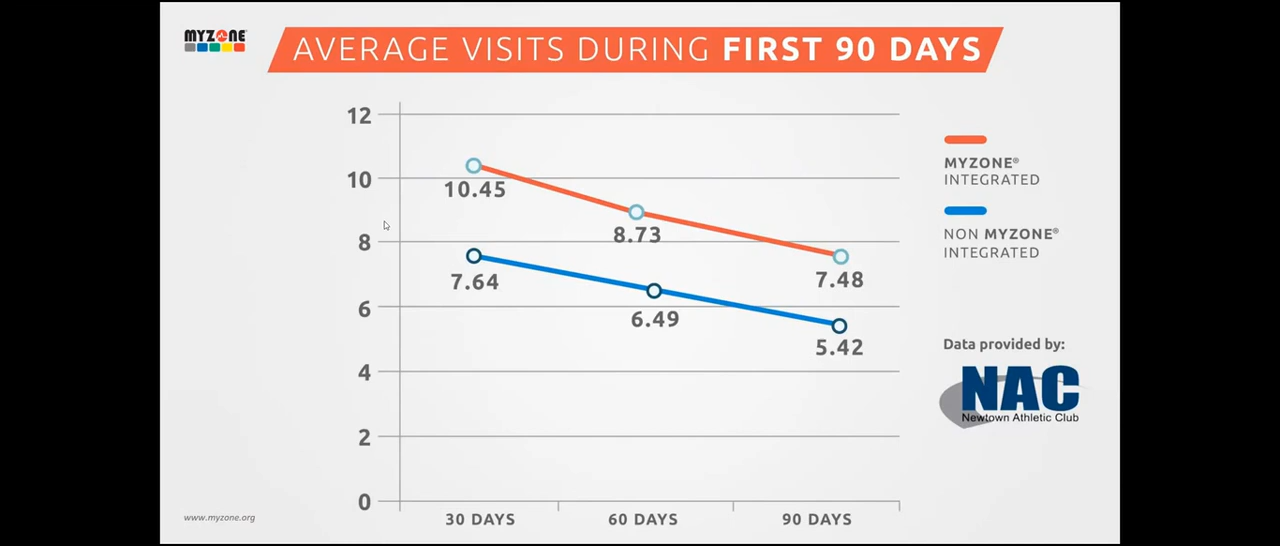 MYZONE
AVERAGE VISITS DURING FIRST 90 DAYS
12
10
8
6
4
2
0
10.45
8.73
7.48
7.64
6.49
5.42
30 DAYS
60 DAYS
90 DAYS
MYZONE®
INTEGRATED
NON MYZONE®
INTEGRATED
Data provided by:
NAC
Newtown Athletic Club
www.myzone.org